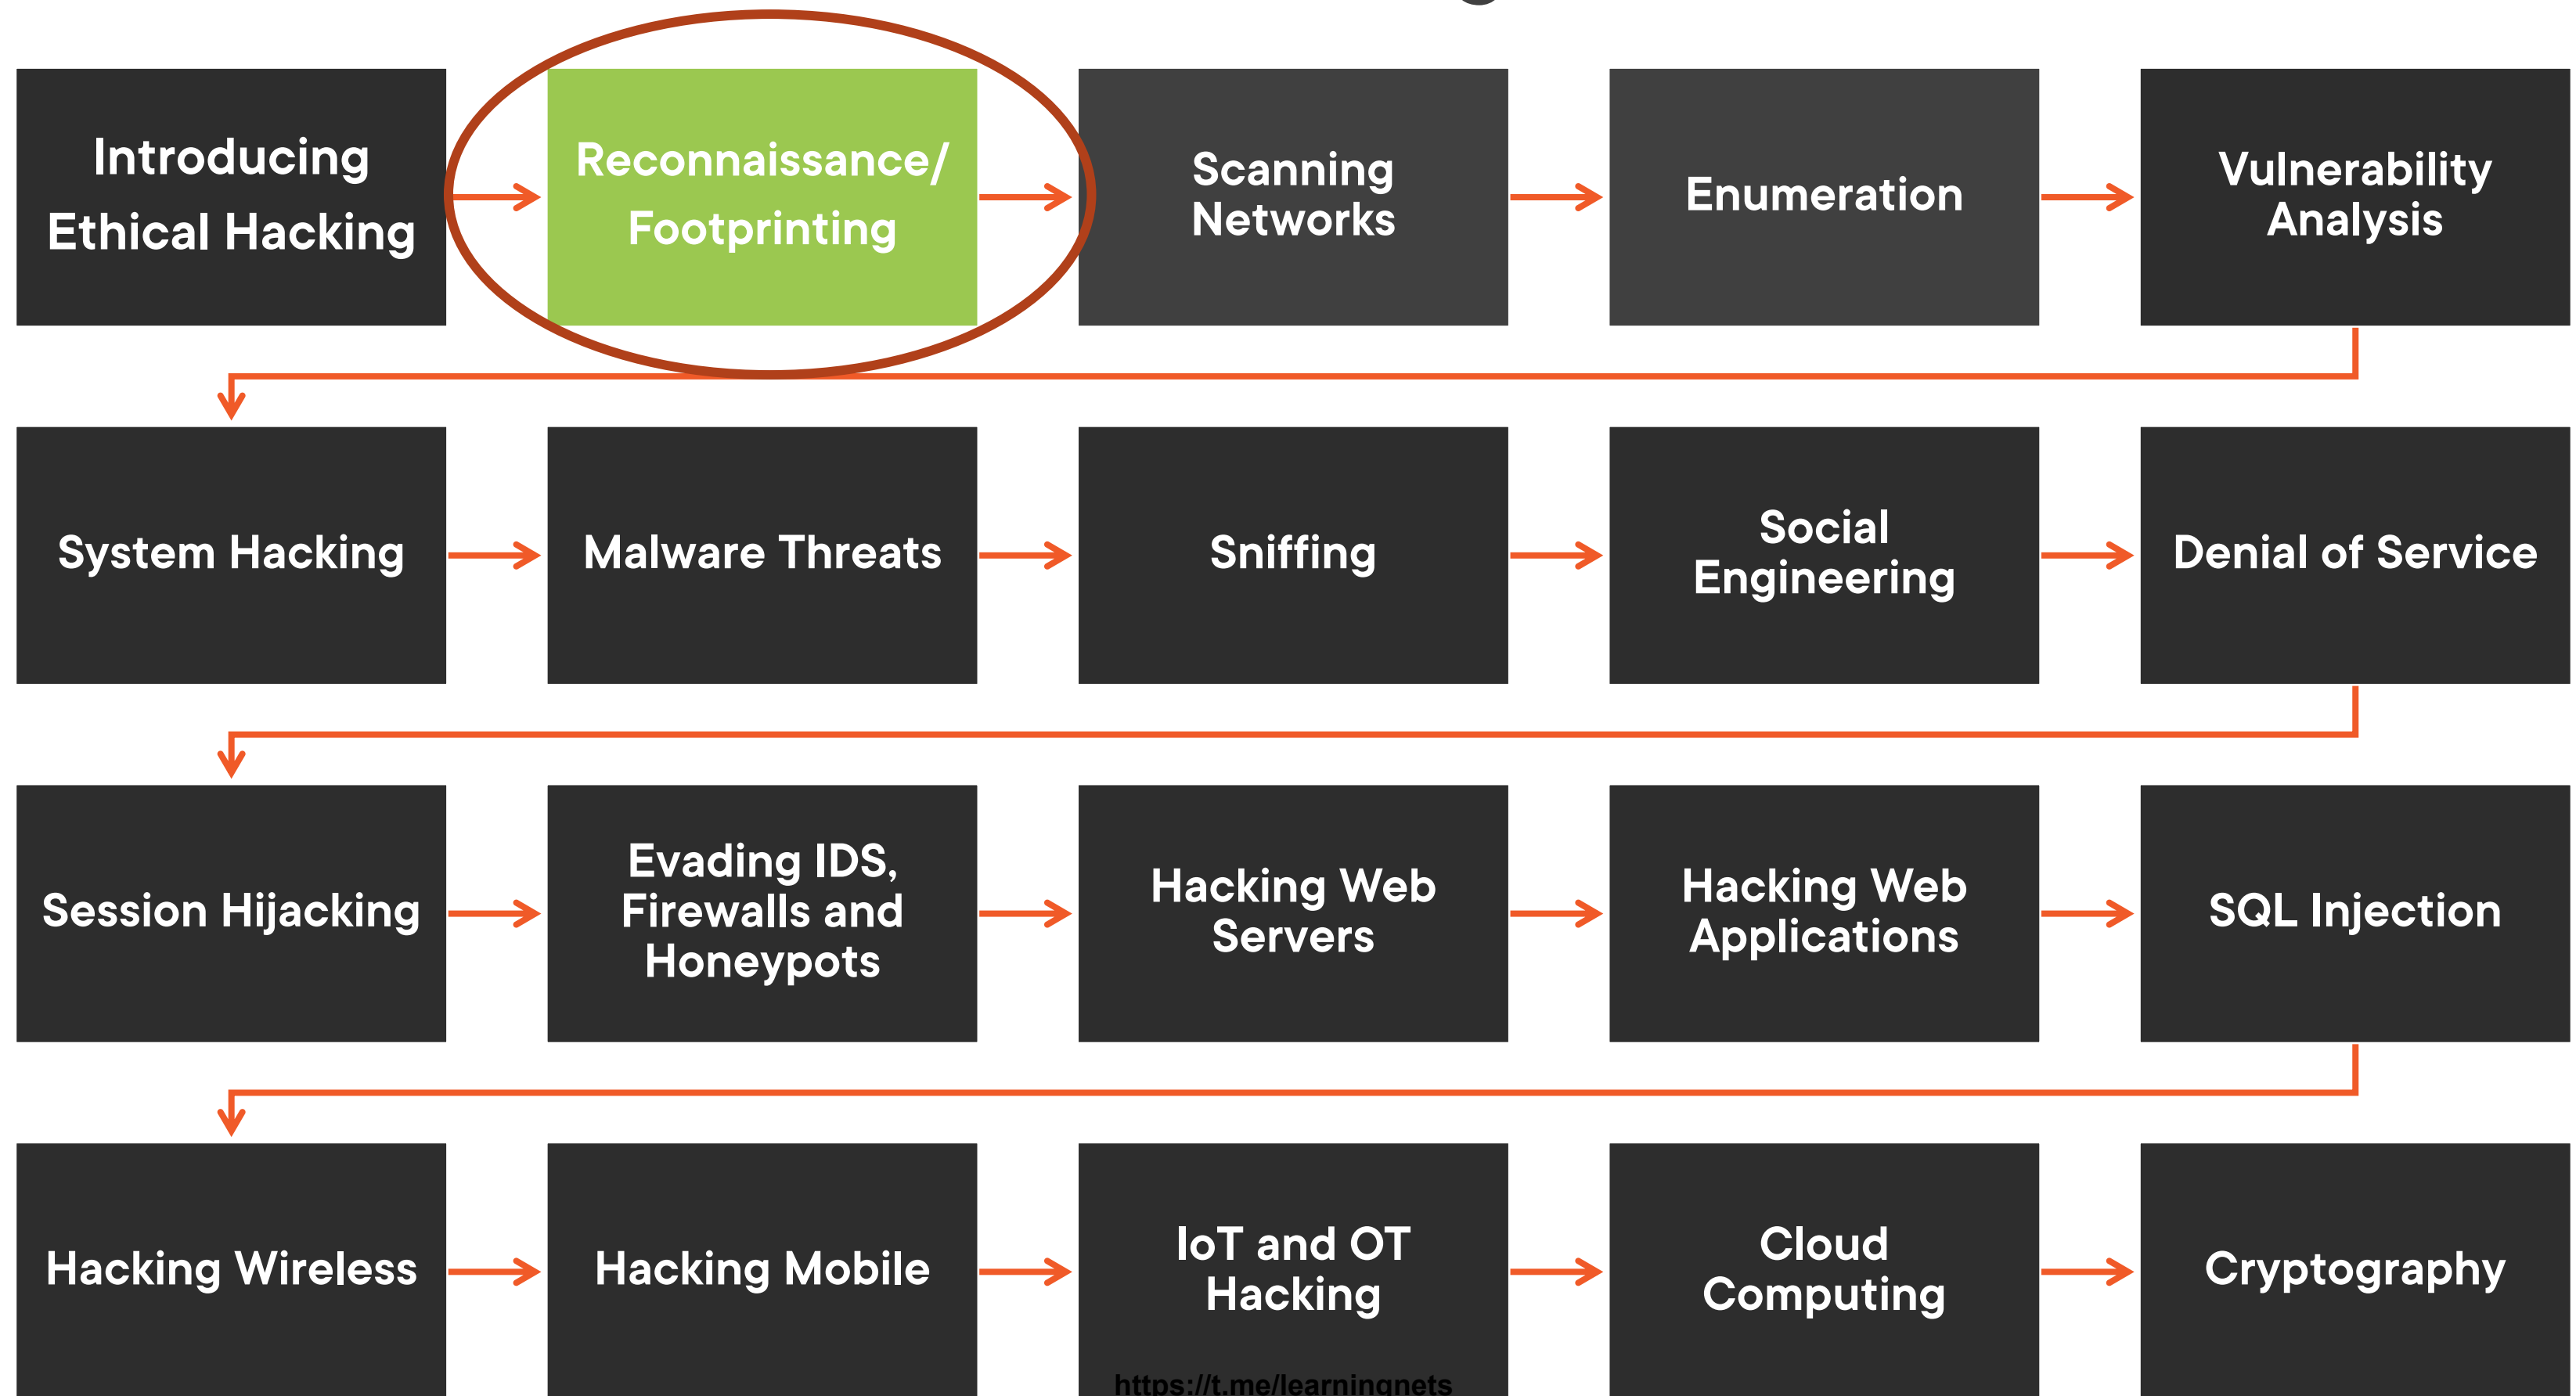 Introducing
Ethical Hacking
Reconnaissance/
Footprinting
Scanning
Networks
Enumeration
Vulnerability
Analysis
System Hacking
Malware Threats
Sniffing
Social
Engineering
Denial of Service
Session Hijacking
Evading IDS,
Firewalls and
Honeypots
Hacking Web
Servers
Hacking Web
Applications
SQL Injection
Hacking Wireless
Hacking Mobile
IoT and OT
Hacking
Cloud
Computing
Cryptography
https://t.me/learningnets